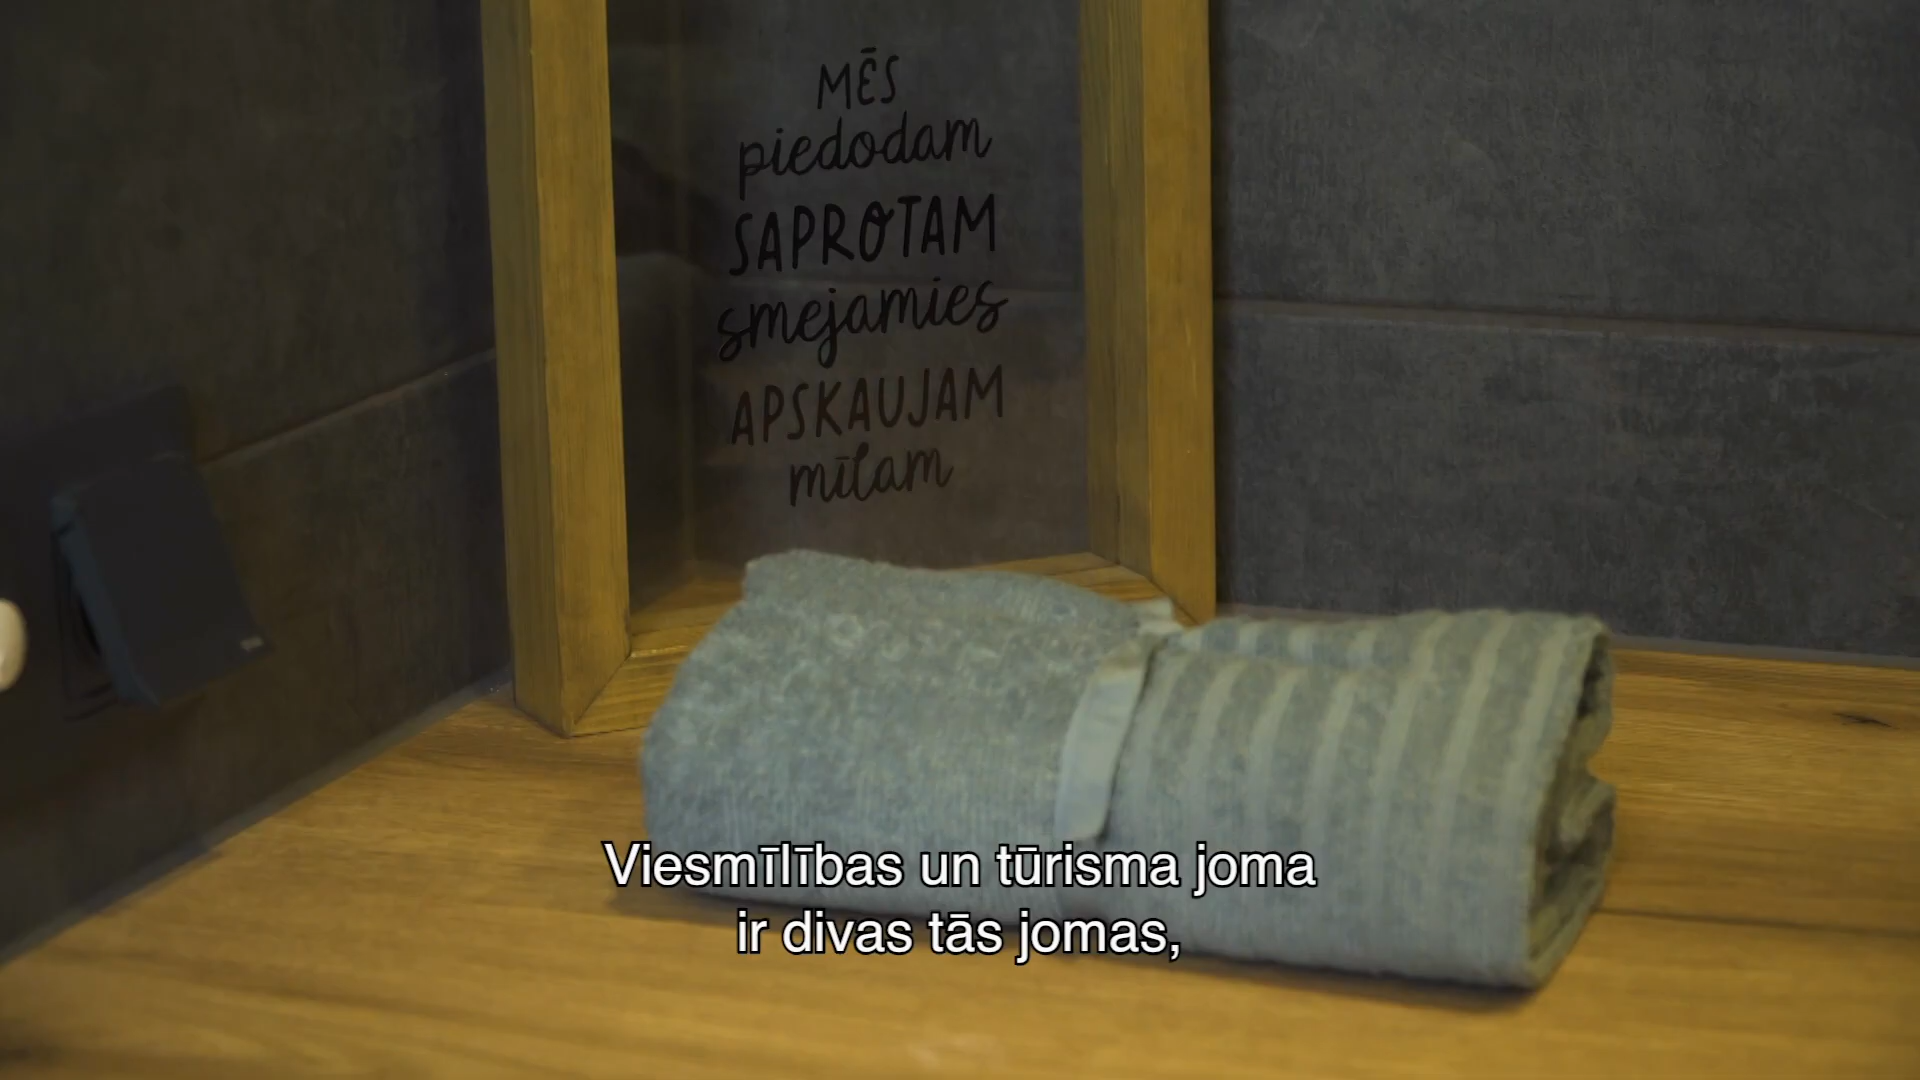 MĒS
piedodam
SAPROTAM
smejamies
APSKAUJAM
mīlam
Viesmīlības un tūrisma joma
ir divas tās jomas,